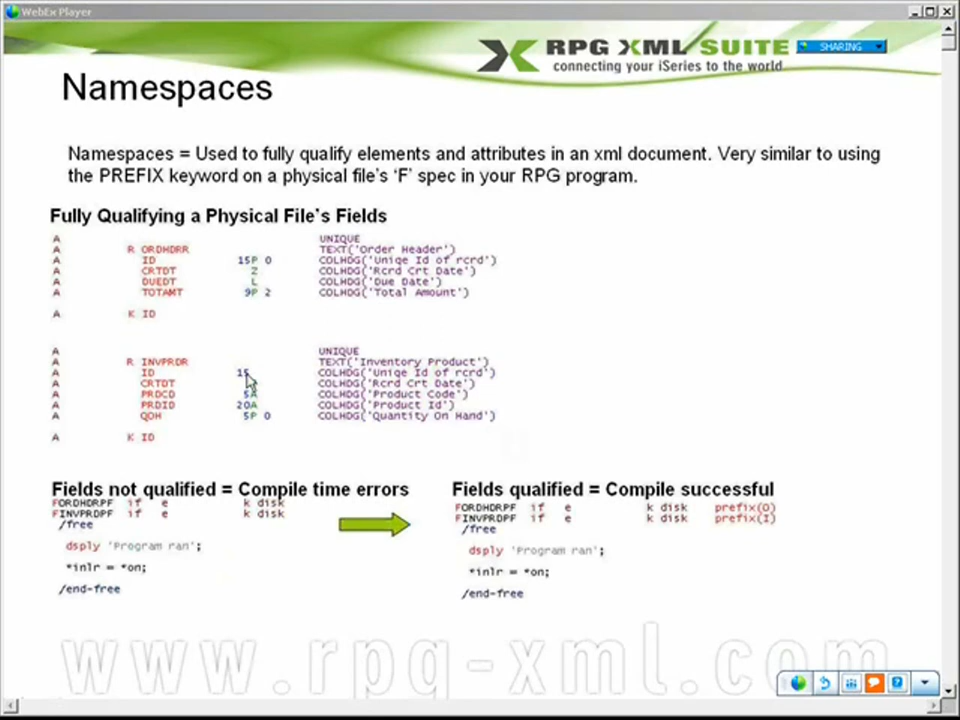 WebEx Player
RPG XML SUITE
SHARING
connecting your iSeries to the world
Namespaces
Namespaces = Used to fully qualify elements and attributes in an xml document. Very similar to using
the PREFIX keyword on a physical file's 'F' spec in your RPG program.
Fully Qualifying a Physical File's Fields
A UNIQUE
A R ORDHDRR TEXT('Order Header')
A ID 15P 0 COLHDG('Uniqe Id of rcrd')
A CRTDT Z COLHDG('Rcrd Crt Date')
A DUEDT L COLHDG('Due Date')
A TOTAMT 9P 2 COLHDG('Total Amount')
A K ID
A UNIQUE
A R INVPRDR TEXT('Inventory Product')
A ID 15 COLHDG('Uniqe Id of rcrd')
A CRTDT COLHDG('Rcrd Crt Date')
A PRDCD 5A COLHDG('Product Code')
A PRDID 20A COLHDG('Product Id')
A QOH 5P 0 COLHDG('Quantity On Hand')
A K ID
Fields not qualified = Compile time errors
FORDHDRPF if e k disk
FINVPRDPF if e k disk
/free
dsply 'Program ran';
*inlr = *on;
/end-free
Fields qualified = Compile successful
FORDHDRPF if e k disk prefix(O)
FINVPRDPF if e k disk prefix(I)
/free
dsply 'Program ran';
*inlr = *on;
/end-free
www.rpg-xml.com